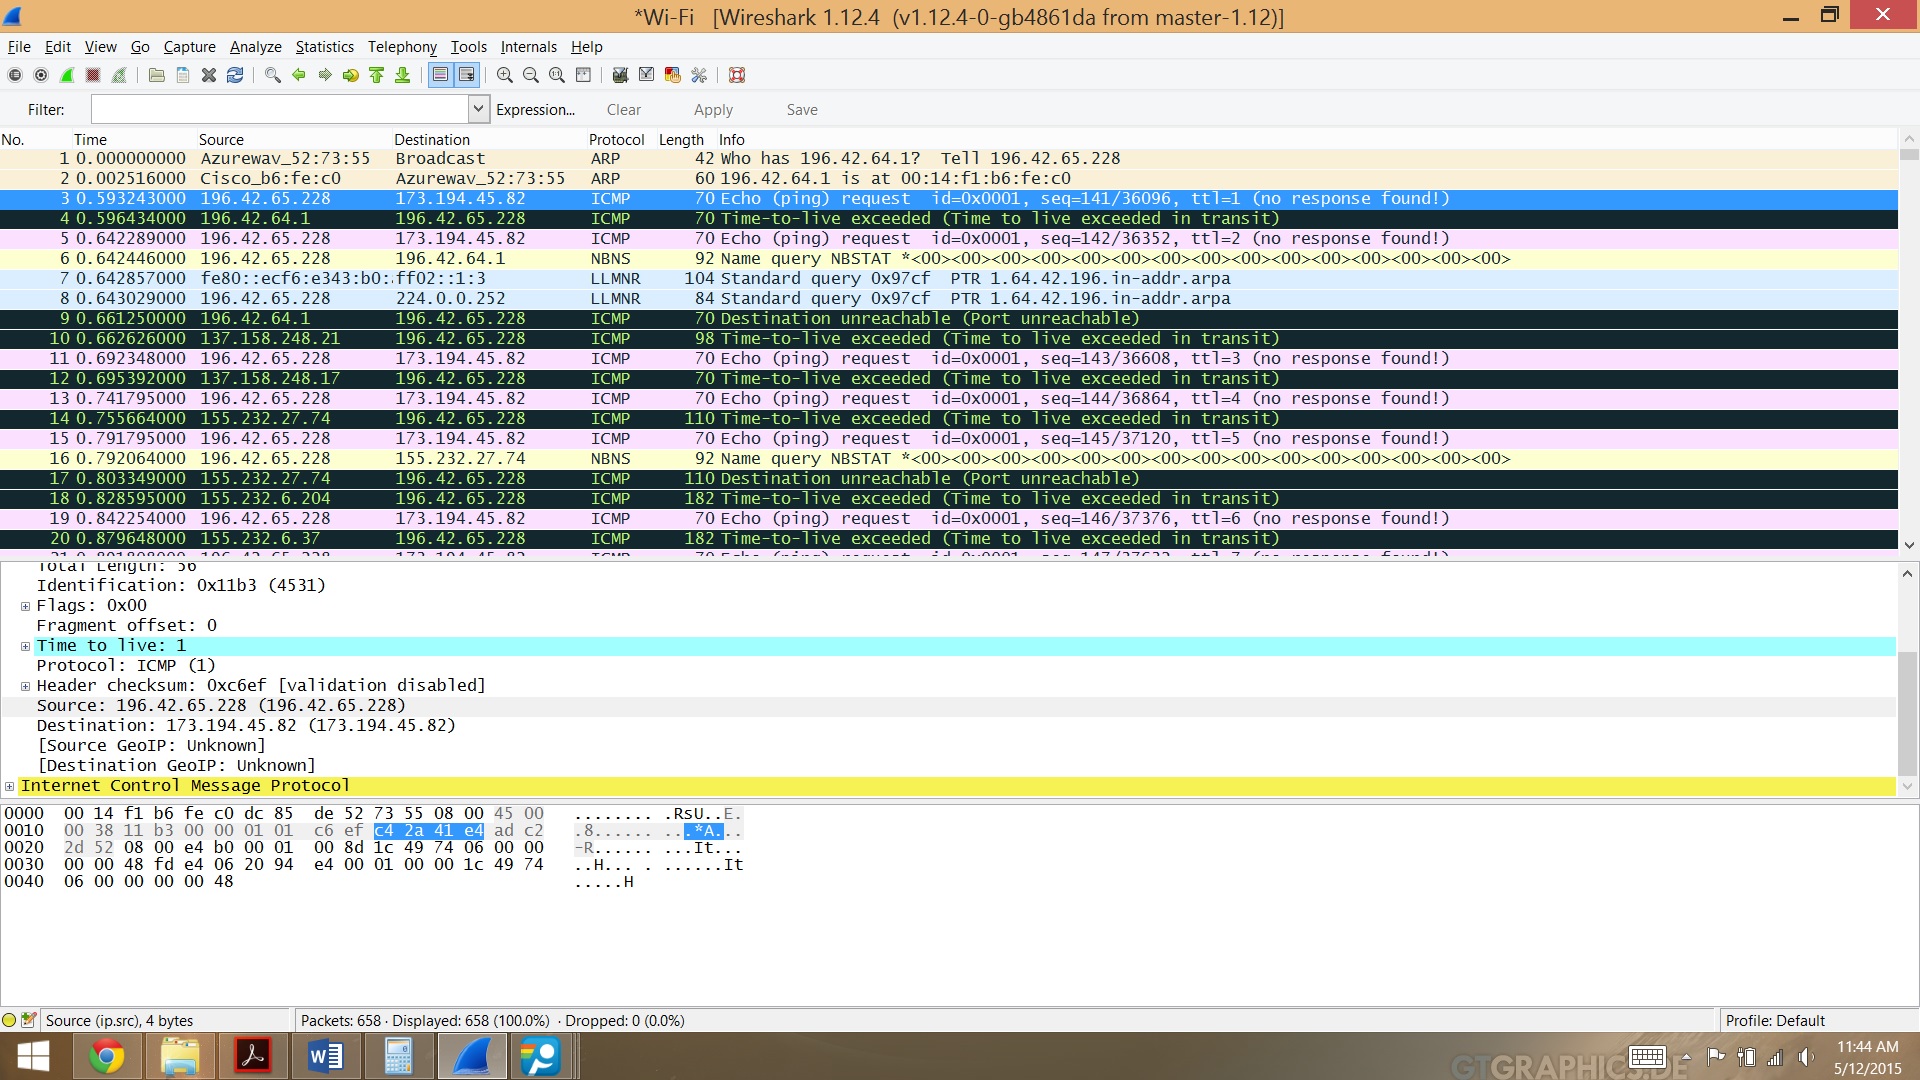 *Wi-Fi   [Wireshark 1.12.4  (v1.12.4-0-gb4861da from master-1.12)]
File Edit View Go Capture Analyze Statistics Telephony Tools Internals Help
Filter: Expression... Clear Apply Save
No. Time Source Destination Protocol Length Info
1 0.000000000 Azurewav_52:73:55 Broadcast ARP 42 Who has 196.42.64.1?  Tell 196.42.65.228
2 0.002516000 Cisco_b6:fe:c0 Azurewav_52:73:55 ARP 60 196.42.64.1 is at 00:14:f1:b6:fe:c0
3 0.593243000 196.42.65.228 173.194.45.82 ICMP 70 Echo (ping) request  id=0x0001, seq=141/36096, ttl=1 (no response found!)
4 0.596434000 196.42.64.1 196.42.65.228 ICMP 70 Time-to-live exceeded (Time to live exceeded in transit)
5 0.642289000 196.42.65.228 173.194.45.82 ICMP 70 Echo (ping) request  id=0x0001, seq=142/36352, ttl=2 (no response found!)
6 0.642446000 196.42.65.228 196.42.64.1 NBNS 92 Name query NBSTAT *<00><00><00><00><00><00><00><00><00><00><00><00><00><00><00>
7 0.642857000 fe80::ecf6:e343:b0: ff02::1:3 LLMNR 104 Standard query 0x97cf  PTR 1.64.42.196.in-addr.arpa
8 0.643029000 196.42.65.228 224.0.0.252 LLMNR 84 Standard query 0x97cf  PTR 1.64.42.196.in-addr.arpa
9 0.661250000 196.42.64.1 196.42.65.228 ICMP 70 Destination unreachable (Port unreachable)
10 0.662626000 137.158.248.21 196.42.65.228 ICMP 98 Time-to-live exceeded (Time to live exceeded in transit)
11 0.692348000 196.42.65.228 173.194.45.82 ICMP 70 Echo (ping) request  id=0x0001, seq=143/36608, ttl=3 (no response found!)
12 0.695392000 137.158.248.17 196.42.65.228 ICMP 70 Time-to-live exceeded (Time to live exceeded in transit)
13 0.741795000 196.42.65.228 173.194.45.82 ICMP 70 Echo (ping) request  id=0x0001, seq=144/36864, ttl=4 (no response found!)
14 0.755664000 155.232.27.74 196.42.65.228 ICMP 110 Time-to-live exceeded (Time to live exceeded in transit)
15 0.791795000 196.42.65.228 173.194.45.82 ICMP 70 Echo (ping) request  id=0x0001, seq=145/37120, ttl=5 (no response found!)
16 0.792064000 196.42.65.228 155.232.27.74 NBNS 92 Name query NBSTAT *<00><00><00><00><00><00><00><00><00><00><00><00><00><00><00>
17 0.803349000 155.232.27.74 196.42.65.228 ICMP 110 Destination unreachable (Port unreachable)
18 0.828595000 155.232.6.204 196.42.65.228 ICMP 182 Time-to-live exceeded (Time to live exceeded in transit)
19 0.842254000 196.42.65.228 173.194.45.82 ICMP 70 Echo (ping) request  id=0x0001, seq=146/37376, ttl=6 (no response found!)
20 0.879648000 155.232.6.37 196.42.65.228 ICMP 182 Time-to-live exceeded (Time to live exceeded in transit)
Total Length: 56
Identification: 0x11b3 (4531)
Flags: 0x00
Fragment offset: 0
Time to live: 1
Protocol: ICMP (1)
Header checksum: 0xc6ef [validation disabled]
Source: 196.42.65.228 (196.42.65.228)
Destination: 173.194.45.82 (173.194.45.82)
[Source GeoIP: Unknown]
[Destination GeoIP: Unknown]
Internet Control Message Protocol
0000 00 14 f1 b6 fe c0 dc 85 de 52 73 55 08 00 45 00 ........ .RsU..E.
0010 00 38 11 b3 00 00 01 01 c6 ef c4 2a 41 e4 ad c2 .8...... ...*A...
0020 2d 52 08 00 e4 b0 00 01 00 8d 1c 49 74 06 00 00 -R...... ...It...
0030 00 00 48 fd e4 06 20 94 e4 00 01 00 00 1c 49 74 ..H... . ......It
0040 06 00 00 00 00 48 .....H
Source (ip.src), 4 bytes Packets: 658 · Displayed: 658 (100.0%) · Dropped: 0 (0.0%) Profile: Default
GTGRAPHICS.DE
11:44 AM
5/12/2015